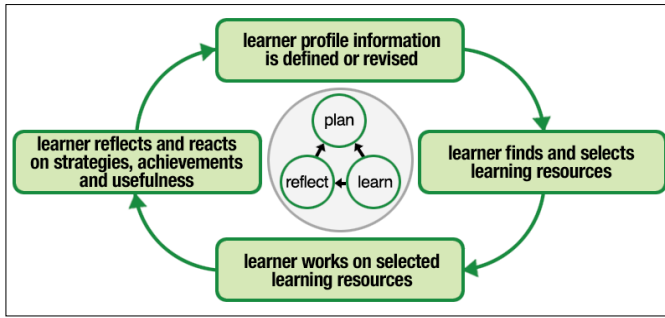 learner profile information
is defined or revised
plan
learner reflects and reacts
on strategies, achievements
and usefulness
reflect
learn
learner finds and selects
learning resources
learner works on selected
learning resources